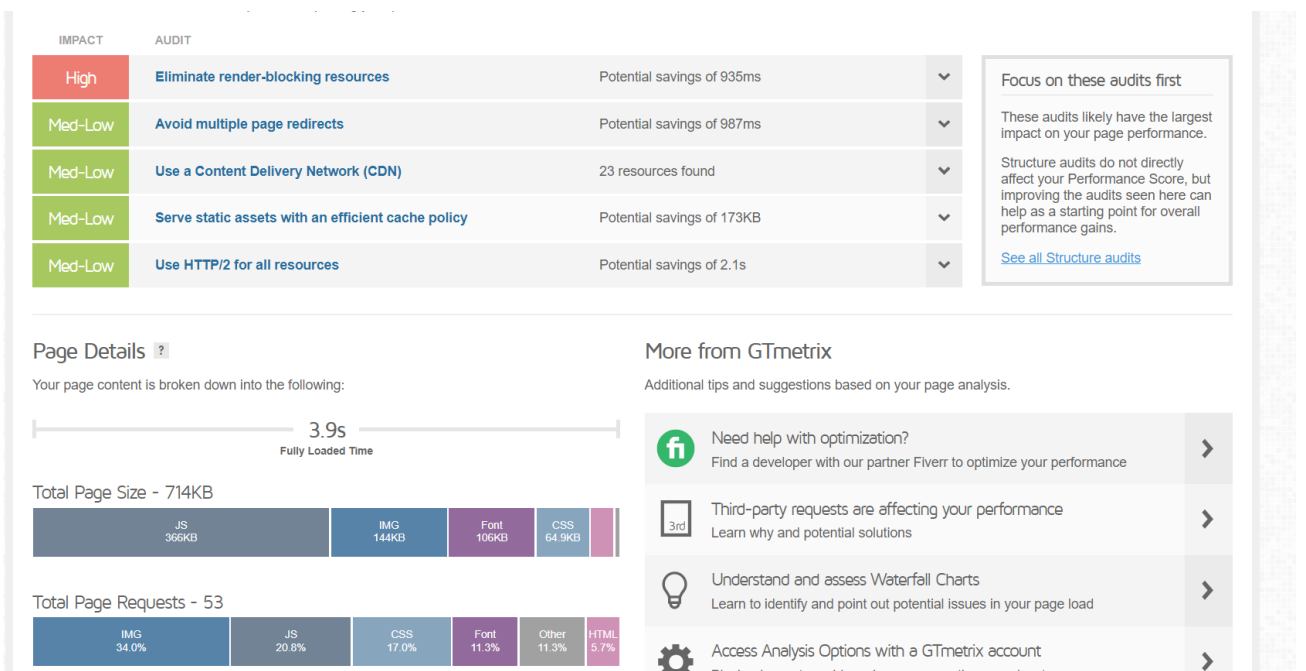 IMPACT AUDIT
High Eliminate render-blocking resources Potential savings of 935ms
Med-Low Avoid multiple page redirects Potential savings of 987ms
Med-Low Use a Content Delivery Network (CDN) 23 resources found
Med-Low Serve static assets with an efficient cache policy Potential savings of 173KB
Med-Low Use HTTP/2 for all resources Potential savings of 2.1s
Focus on these audits first
These audits likely have the largest
impact on your page performance.
Structure audits do not directly
affect your Performance Score, but
improving the audits seen here can
help as a starting point for overall
performance gains.
See all Structure audits
Page Details ?
Your page content is broken down into the following:
3.9s
Fully Loaded Time
Total Page Size - 714KB
JS IMG Font CSS
366KB 144KB 106KB 64.9KB
Total Page Requests - 53
IMG JS CSS Font Other HTML
34.0% 20.8% 17.0% 11.3% 11.3% 5.7%
More from GTmetrix
Additional tips and suggestions based on your page analysis.
fi
Need help with optimization?
Find a developer with our partner Fiverr to optimize your performance
3rd
Third-party requests are affecting your performance
Learn why and potential solutions
Understand and assess Waterfall Charts
Learn to identify and point out potential issues in your page load
Access Analysis Options with a GTmetrix account